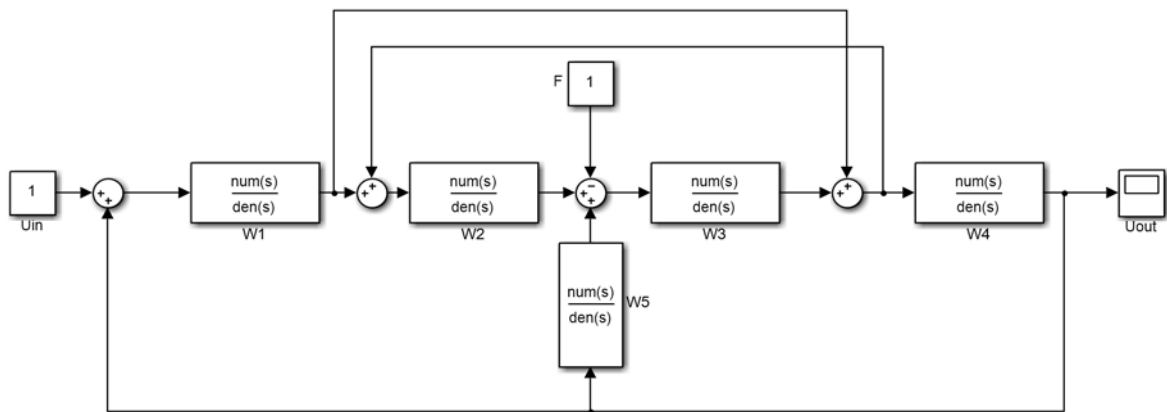 F
1
1
Uin
+
+
num(s)
den(s)
W1
+
+
num(s)
den(s)
W2
−
+
+
num(s)
den(s)
W3
+
+
num(s)
den(s)
W4
Uout
num(s)
den(s)
W5